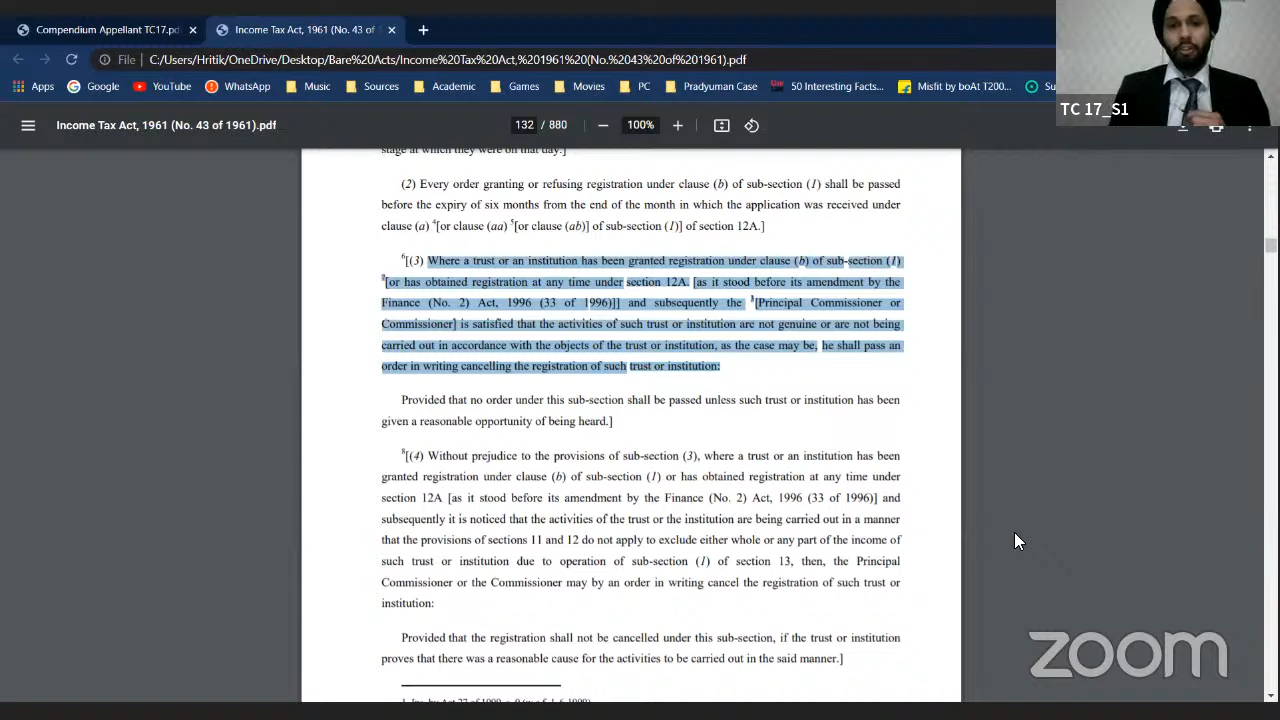 Compendium Appellant TC17.pd
Income Tax Act, 1961 (No. 43 of 1
File C:/Users/Hritik/OneDrive/Desktop/Bare%20Acts/Income%20Tax%20Act,%201961%20(No.%2043%20of%201961).pdf
Apps Google YouTube WhatsApp Music Sources Academic Games Movies PC Pradyuman Case 50 Interesting Facts... Misfit by boAt T200... Su
TC 17_S1
Income Tax Act, 1961 (No. 43 of 1961).pdf 132 / 880 100%
stage at which they were on that day.]
(2) Every order granting or refusing registration under clause (b) of sub-section (1) shall be passed
before the expiry of six months from the end of the month in which the application was received under
clause (a) 4[or clause (aa) 5[or clause (ab)] of sub-section (1)] of section 12A.]
6[(3) Where a trust or an institution has been granted registration under clause (b) of sub-section (1)
7[or has obtained registration at any time under section 12A. [as it stood before its amendment by the
Finance (No. 2) Act, 1996 (33 of 1996)]] and subsequently the [Principal Commissioner or
Commissioner] is satisfied that the activities of such trust or institution are not genuine or are not being
carried out in accordance with the objects of the trust or institution, as the case may be, he shall pass an
order in writing cancelling the registration of such trust or institution:
Provided that no order under this sub-section shall be passed unless such trust or institution has been
given a reasonable opportunity of being heard.]
8[(4) Without prejudice to the provisions of sub-section (3), where a trust or an institution has been
granted registration under clause (b) of sub-section (1) or has obtained registration at any time under
section 12A [as it stood before its amendment by the Finance (No. 2) Act, 1996 (33 of 1996)] and
subsequently it is noticed that the activities of the trust or the institution are being carried out in a manner
that the provisions of sections 11 and 12 do not apply to exclude either whole or any part of the income of
such trust or institution due to operation of sub-section (1) of section 13, then, the Principal
Commissioner or the Commissioner may by an order in writing cancel the registration of such trust or
institution:
Provided that the registration shall not be cancelled under this sub-section, if the trust or institution
proves that there was a reasonable cause for the activities to be carried out in the said manner.]
zoom